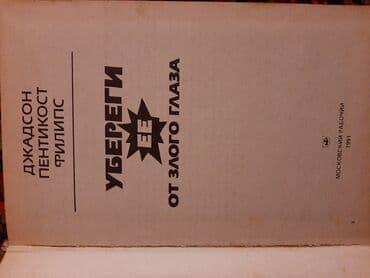 ДЖАДСОН
ПЕНТИКОСТ
ФИЛИПС
УБЕРЕГИ
ЕЕ
ОТ ЗЛОГО ГЛАЗА
МОСКОВСКИЙ РАБОЧИЙ
1991